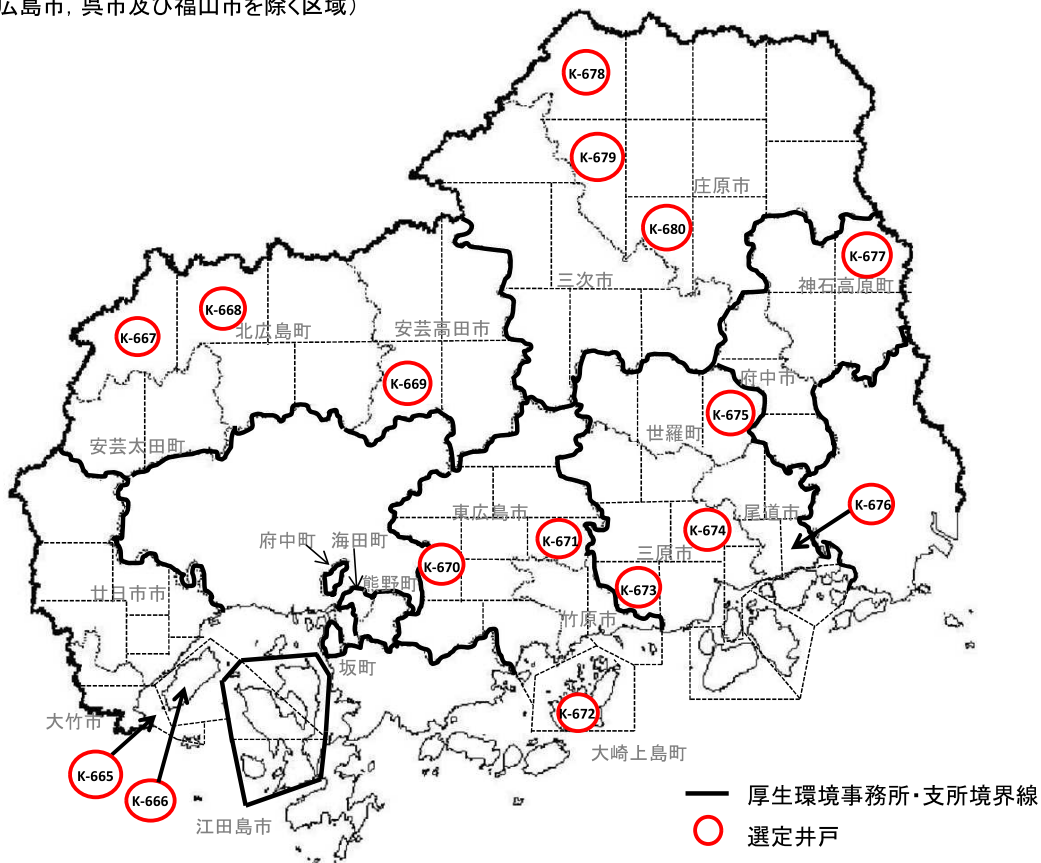 広島市，呉市及び福山市を除く区域）
K-678
K-679
庄原市
K-680
K-677
三次市
神石高原町
K-668
K-667
北広島町
安芸高田市
K-669
府中市
K-675
世羅町
安芸太田町
K-676
東広島市
尾道市
K-674
府中町
海田町
K-671
三原市
K-670
熊野町
K-673
廿日市市
竹原市
坂町
K-672
大竹市
大崎上島町
K-665
K-666
江田島市
厚生環境事務所・支所境界線
選定井戸